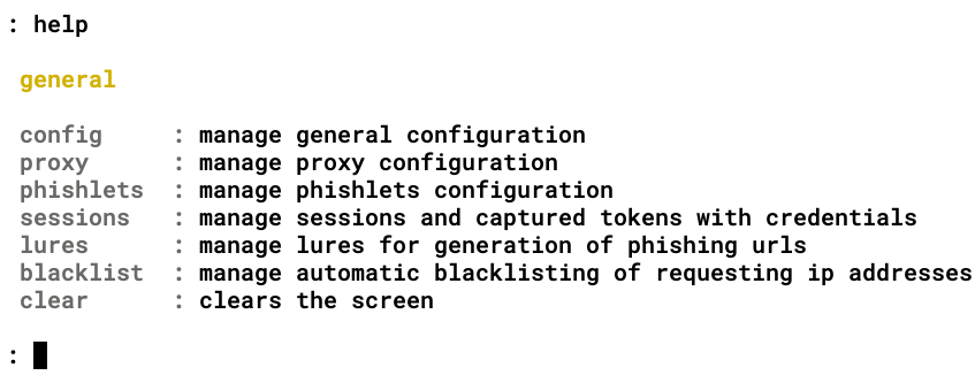 : help
general
config : manage general configuration
proxy : manage proxy configuration
phishlets : manage phishlets configuration
sessions : manage sessions and captured tokens with credentials
lures : manage lures for generation of phishing urls
blacklist : manage automatic blacklisting of requesting ip addresses
clear : clears the screen
: